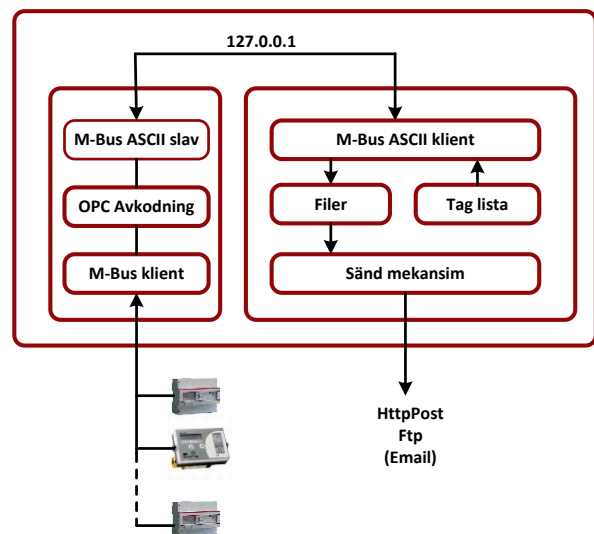 127.0.0.1
M-Bus ASCII slav
OPC Avkodning
M-Bus klient
M-Bus ASCII klient
Filer
Tag lista
Sänd mekansim
HttpPost
Ftp
(Email)